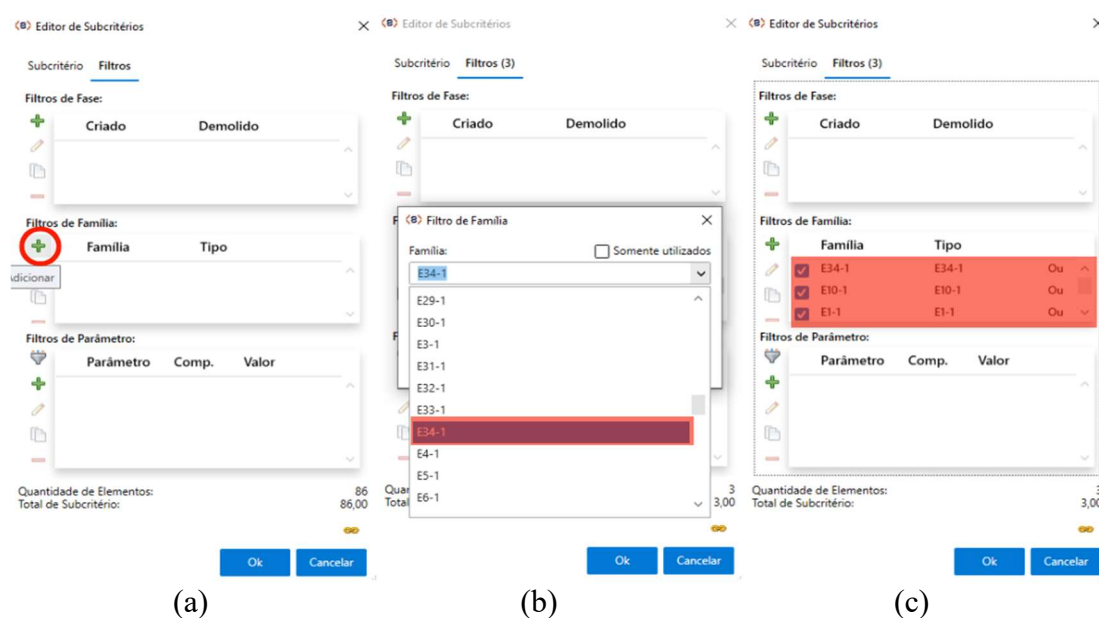 Editor de Subcritérios
Subcritério Filtros
Filtros de Fase:
Criado Demolido
Filtros de Família:
Família Tipo
Adicionar
Filtros de Parâmetro:
Parâmetro Comp. Valor
Quantidade de Elementos: 86
Total de Subcritério: 86,00
Ok Cancelar
(a)
Editor de Subcritérios
Subcritério Filtros (3)
Filtros de Fase:
Criado Demolido
Filtro de Família
Família: Somente utilizados
E34-1
E29-1
E30-1
E3-1
E31-1
E32-1
E33-1
E34-1
E4-1
E5-1
E6-1
Quan 3
Total 3,00
Ok Cancelar
(b)
Editor de Subcritérios
Subcritério Filtros (3)
Filtros de Fase:
Criado Demolido
Filtros de Família:
Família Tipo
E34-1 E34-1 Ou
E10-1 E10-1 Ou
E1-1 E1-1 Ou
Filtros de Parâmetro:
Parâmetro Comp. Valor
Quantidade de Elementos: 3
Total de Subcritério: 3,00
Ok Cancelar
(c)